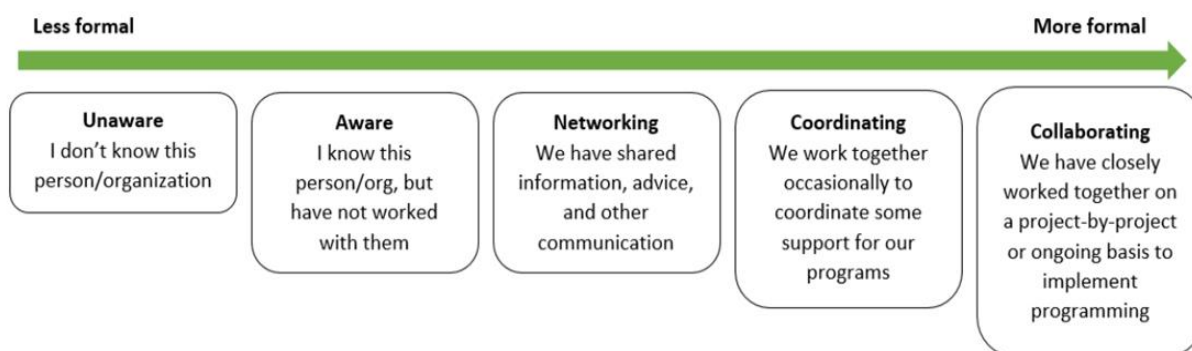 Less formal
More formal
Unaware
I don’t know this
person/organization
Aware
I know this
person/org, but
have not worked
with them
Networking
We have shared
information, advice,
and other
communication
Coordinating
We work together
occasionally to
coordinate some
support for our
programs
Collaborating
We have closely
worked together on
a project-by-project
or ongoing basis to
implement
programming